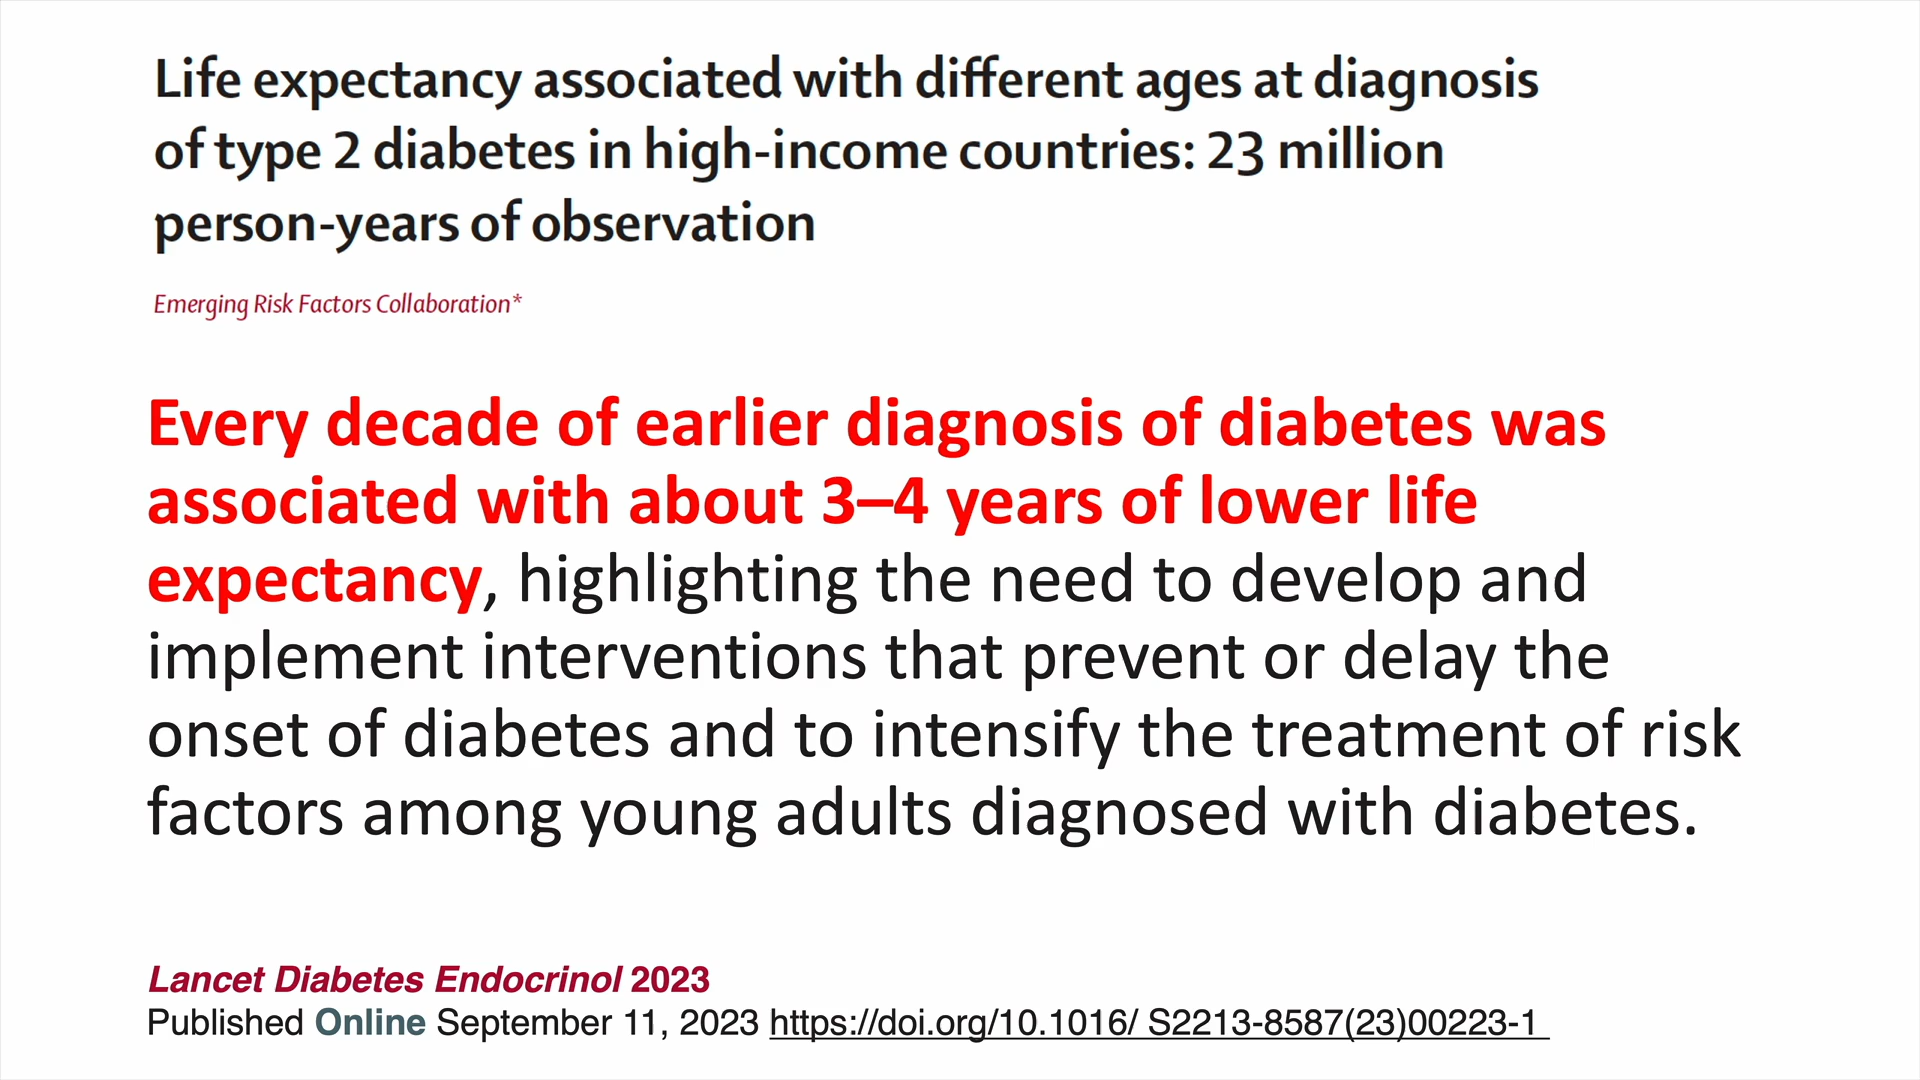 Life expectancy associated with different ages at diagnosis
of type 2 diabetes in high-income countries: 23 million
person-years of observation
Emerging Risk Factors Collaboration*
Every decade of earlier diagnosis of diabetes was
associated with about 3–4 years of lower life
expectancy, highlighting the need to develop and
implement interventions that prevent or delay the
onset of diabetes and to intensify the treatment of risk
factors among young adults diagnosed with diabetes.
Lancet Diabetes Endocrinol 2023
Published Online September 11, 2023 https://doi.org/10.1016/ S2213-8587(23)00223-1